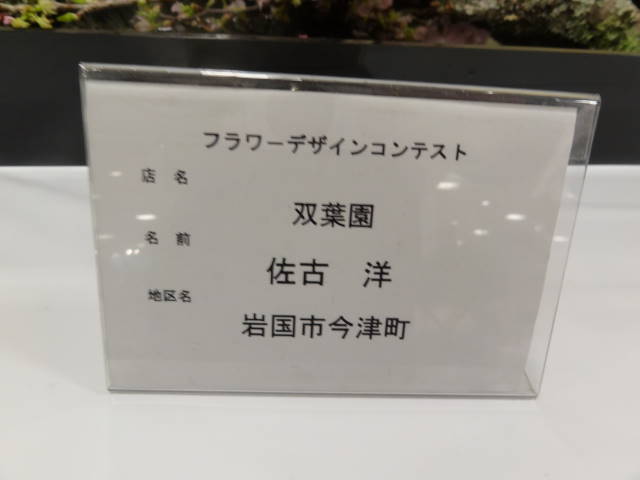 フラワーデザインコンテスト
店 名
双葉園
名 前
佐古 洋
地区名
岩国市今津町